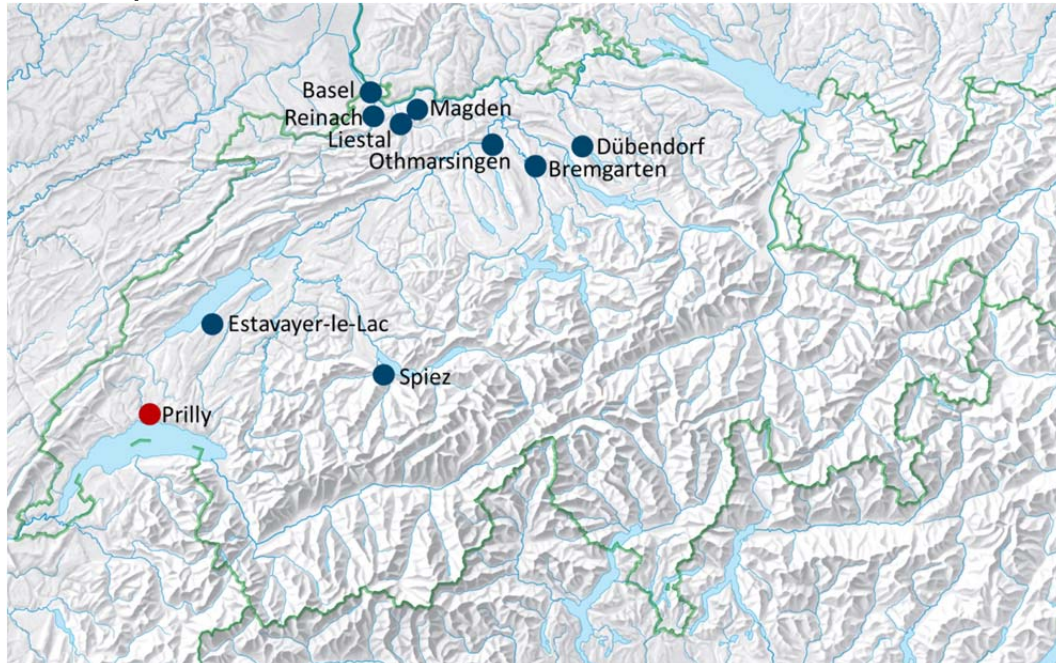 Basel
Magden
Reinach
Liestal
Othmarsingen
Dübendorf
Bremgarten
Estavayer-le-Lac
Spiez
Prilly